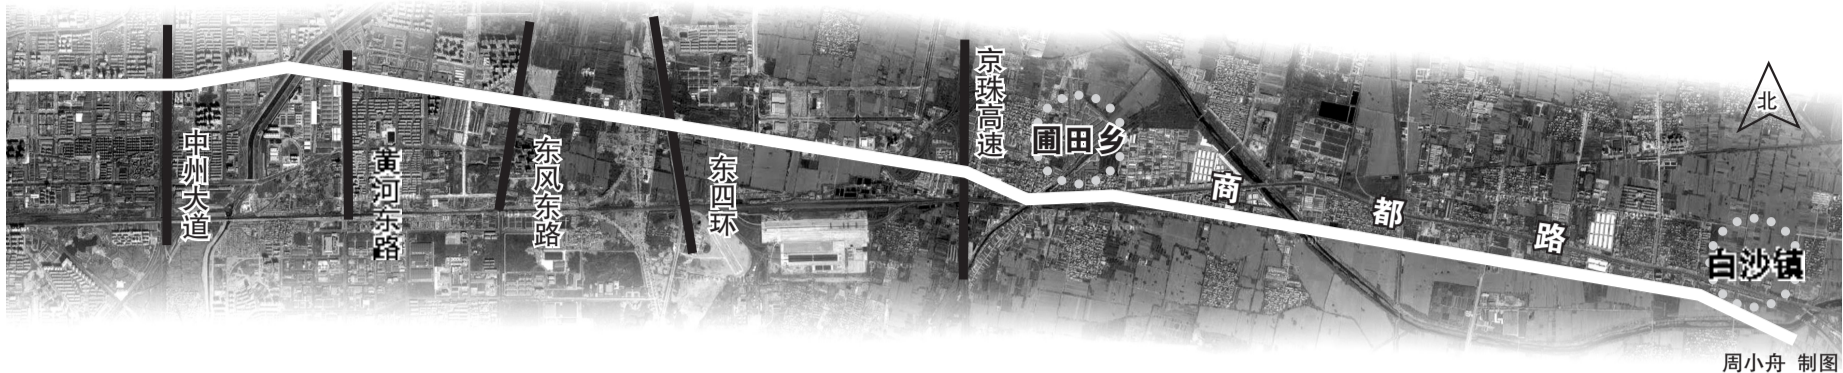 中州大道
黄河东路
东风东路
东四环
京珠高速
圃田乡
商都路
白沙镇
北
周小舟 制图